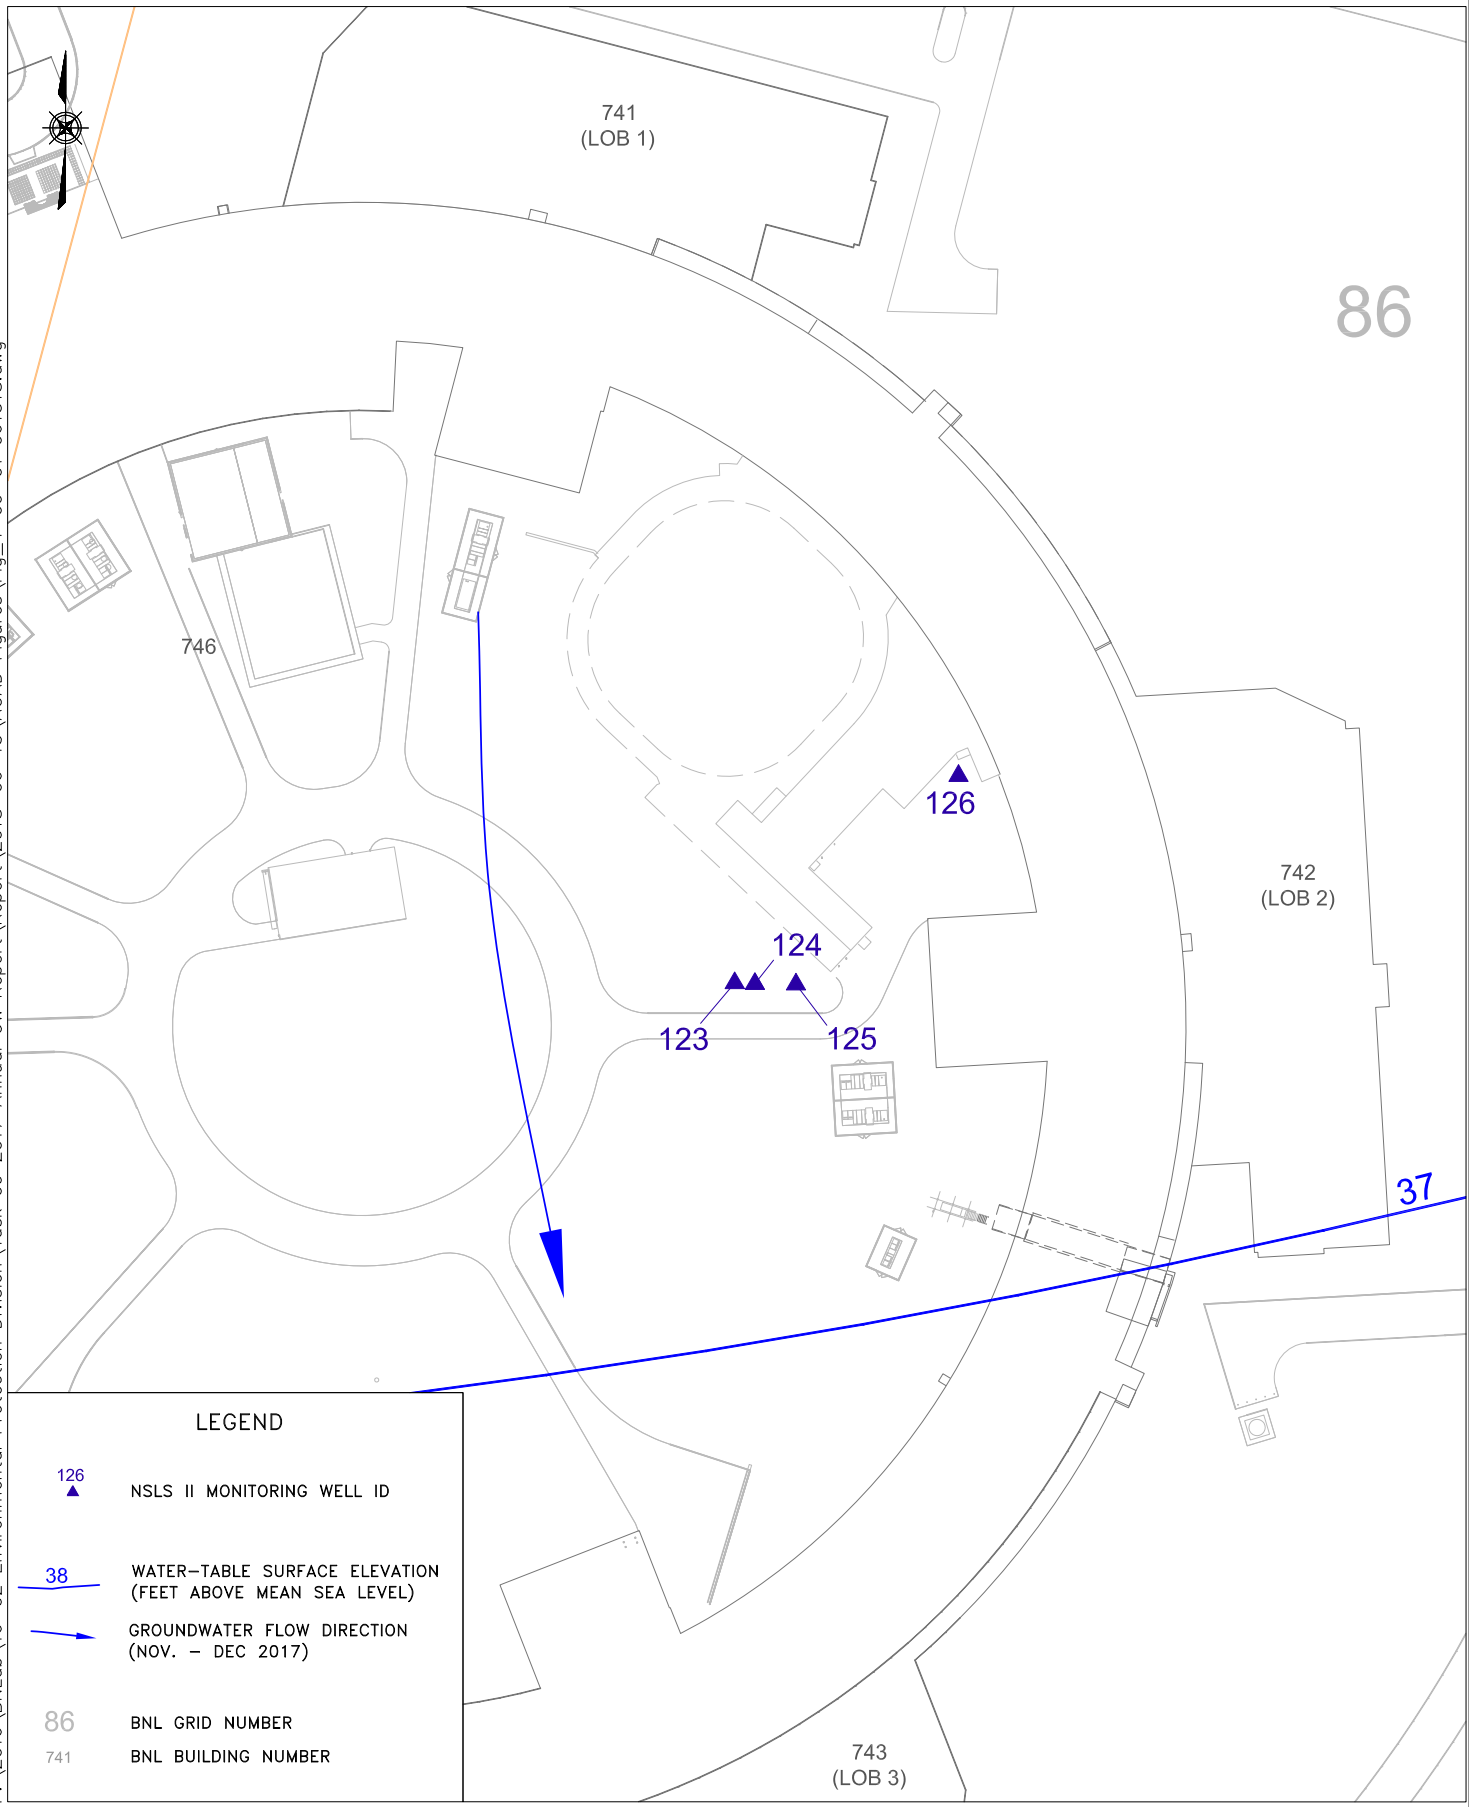 741
(LOB 1)
86
746
126
742
(LOB 2)
124
123
125
37
LEGEND
126
NSLS II MONITORING WELL ID
38
WATER-TABLE SURFACE ELEVATION
(FEET ABOVE MEAN SEA LEVEL)
GROUNDWATER FLOW DIRECTION
(NOV. - DEC 2017)
86
BNL GRID NUMBER
741
BNL BUILDING NUMBER
743
(LOB 3)